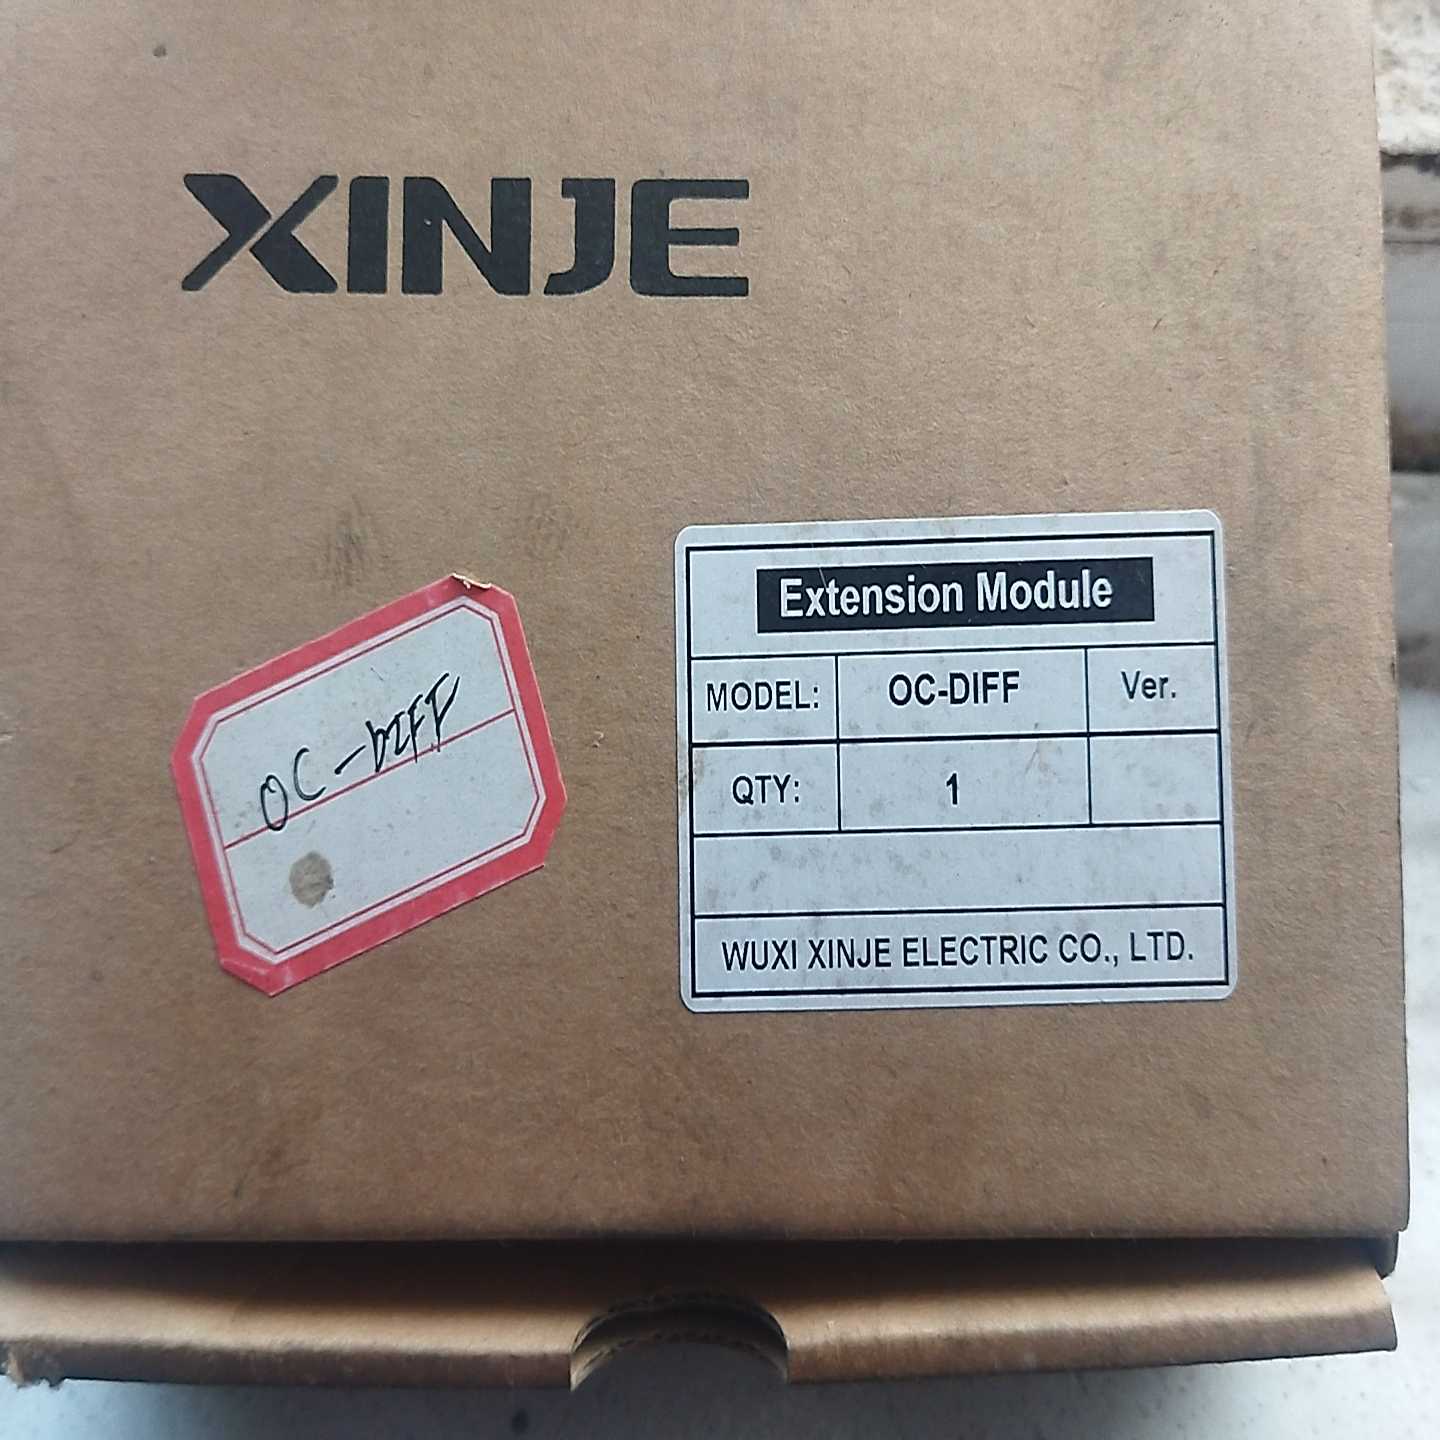 XINJE
OC-DIFF
Extension Module
MODEL: OC-DIFF Ver.
QTY: 1
WUXI XINJE ELECTRIC CO., LTD.